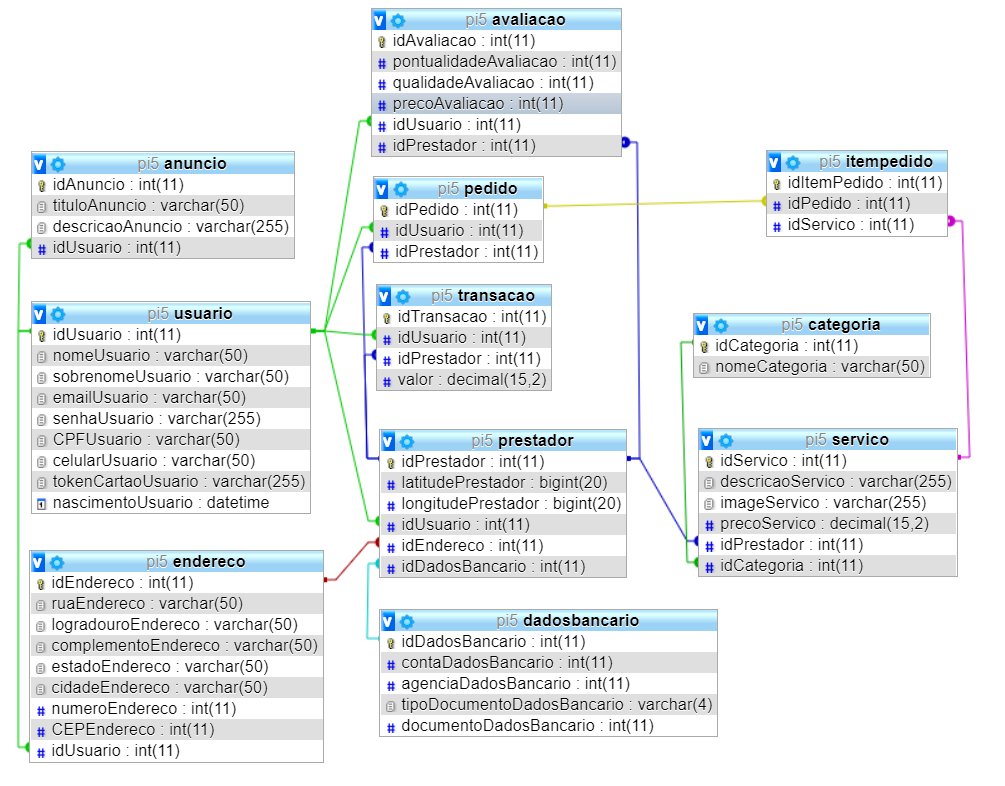 pi5 avaliacao
idAvaliacao : int(11)
pontualidadeAvaliacao : int(11)
qualidadeAvaliacao : int(11)
precoAvaliacao : int(11)
idUsuario : int(11)
idPrestador : int(11)
pi5 anuncio
idAnuncio : int(11)
tituloAnuncio : varchar(50)
descricaoAnuncio : varchar(255)
idUsuario : int(11)
pi5 pedido
idPedido : int(11)
idUsuario : int(11)
idPrestador : int(11)
pi5 itempedido
idItemPedido : int(11)
idPedido : int(11)
idServico : int(11)
pi5 usuario
idUsuario : int(11)
nomeUsuario : varchar(50)
sobrenomeUsuario : varchar(50)
emailUsuario : varchar(50)
senhaUsuario : varchar(255)
CPFUsuario : varchar(50)
celularUsuario : varchar(50)
tokenCartaoUsuario : varchar(255)
nascimentoUsuario : datetime
pi5 transacao
idTransacao : int(11)
idUsuario : int(11)
idPrestador : int(11)
valor : decimal(15,2)
pi5 categoria
idCategoria : int(11)
nomeCategoria : varchar(50)
pi5 prestador
idPrestador : int(11)
latitudePrestador : bigint(20)
longitudePrestador : bigint(20)
idUsuario : int(11)
idEndereco : int(11)
idDadosBancario : int(11)
pi5 servico
idServico : int(11)
descricaoServico : varchar(255)
imageServico : varchar(255)
precoServico : decimal(15,2)
idPrestador : int(11)
idCategoria : int(11)
pi5 endereco
idEndereco : int(11)
ruaEndereco : varchar(50)
logradouroEndereco : varchar(50)
complementoEndereco : varchar(50)
estadoEndereco : varchar(50)
cidadeEndereco : varchar(50)
numeroEndereco : int(11)
CEPEndereco : int(11)
idUsuario : int(11)
pi5 dadosbancario
idDadosBancario : int(11)
contaDadosBancario : int(11)
agenciaDadosBancario : int(11)
tipoDocumentoDadosBancario : varchar(4)
documentoDadosBancario : int(11)